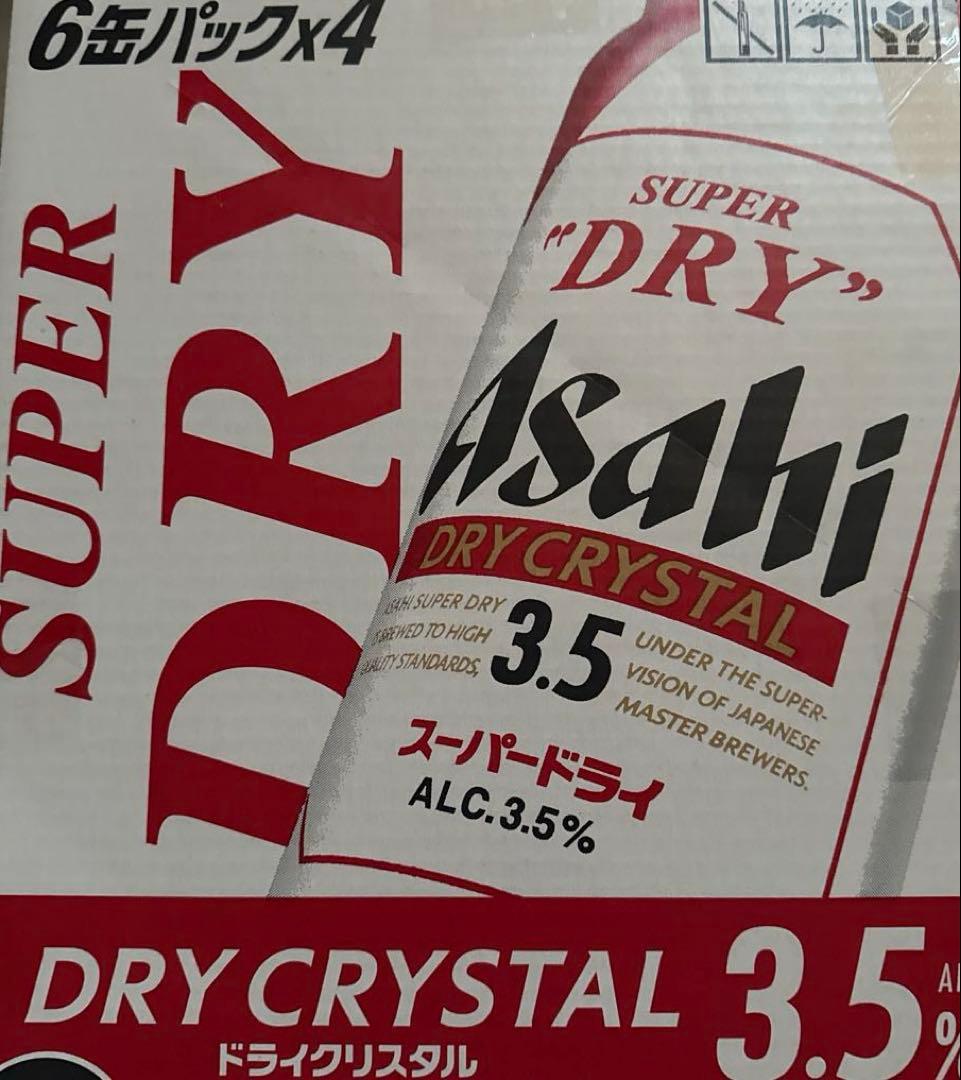 6缶パックx4
SUPER
DRY
SUPER
"DRY"
Asahi
DRY CRYSTAL
ASAHI SUPER DRY
IS BREWED TO HIGH
QUALITY STANDARDS,
3.5
UNDER THE SUPER-
VISION OF JAPANESE
MASTER BREWERS.
スーパードライ
ALC.3.5%
DRY CRYSTAL
ドライクリスタル
3.5
%